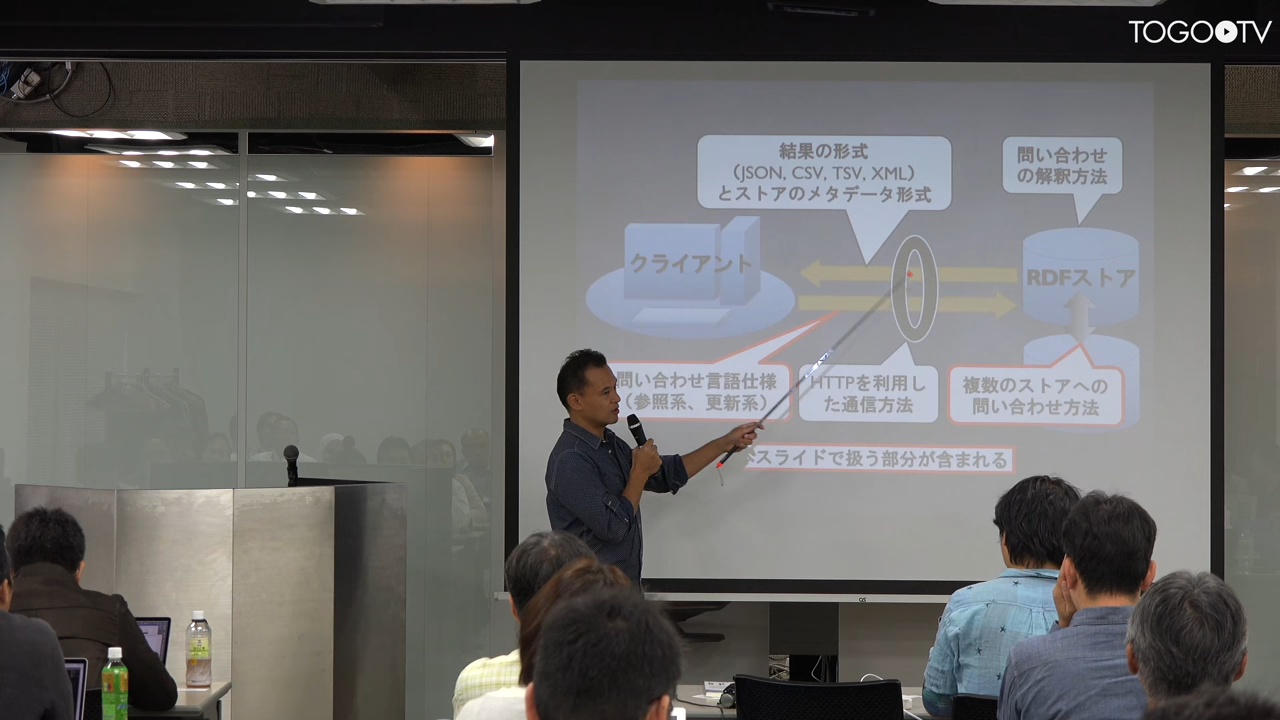 TOGOTV
結果の形式
（JSON, CSV, TSV, XML）
とストアのメタデータ形式
問い合わせ
の解釈方法
クライアント
RDFストア
問い合わせ言語仕様
（参照系、更新系）
HTTPを利用し
た通信方法
複数のストアへの
問い合わせ方法
スライドで扱う部分が含まれる